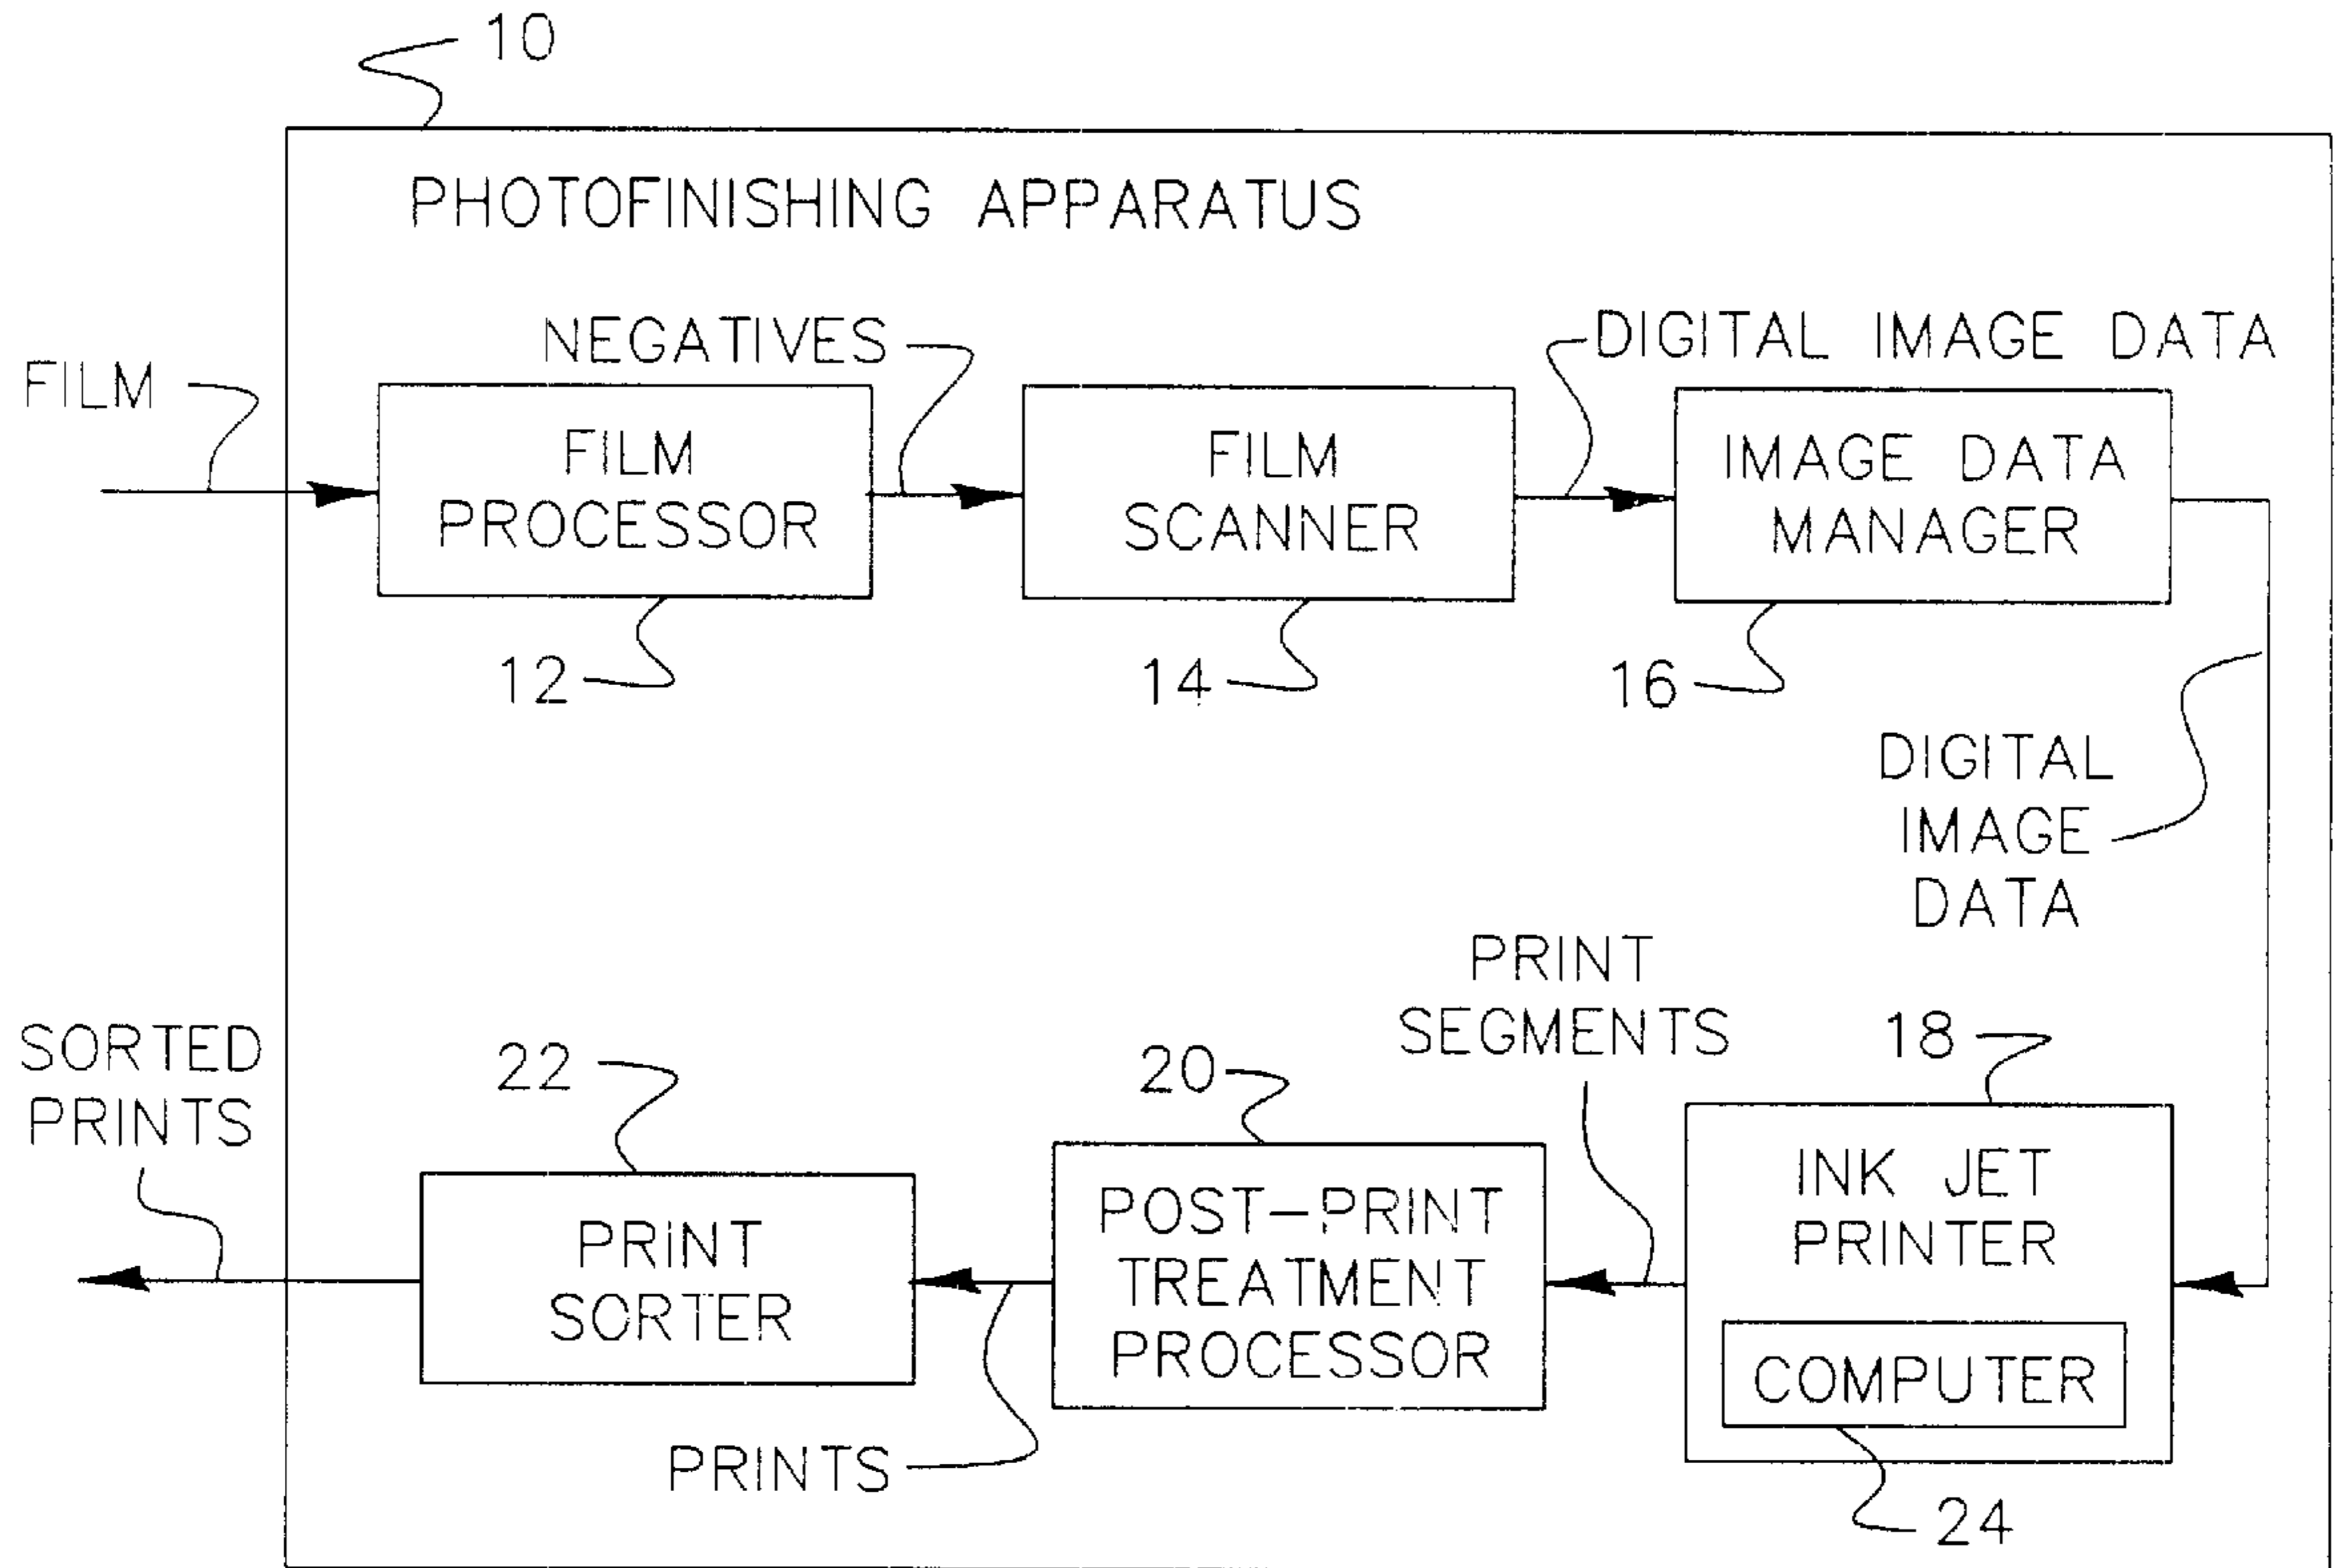 10
PHOTOFINISHING APPARATUS
NEGATIVES
DIGITAL IMAGE DATA
FILM
FILM
PROCESSOR
FILM
SCANNER
IMAGE DATA
MANAGER
12
14
16
DIGITAL
IMAGE
DATA
PRINT
SEGMENTS
SORTED
PRINTS
22
20
18
PRINT
SORTER
POST-PRINT
TREATMENT
PROCESSOR
INK JET
PRINTER
COMPUTER
PRINTS
24